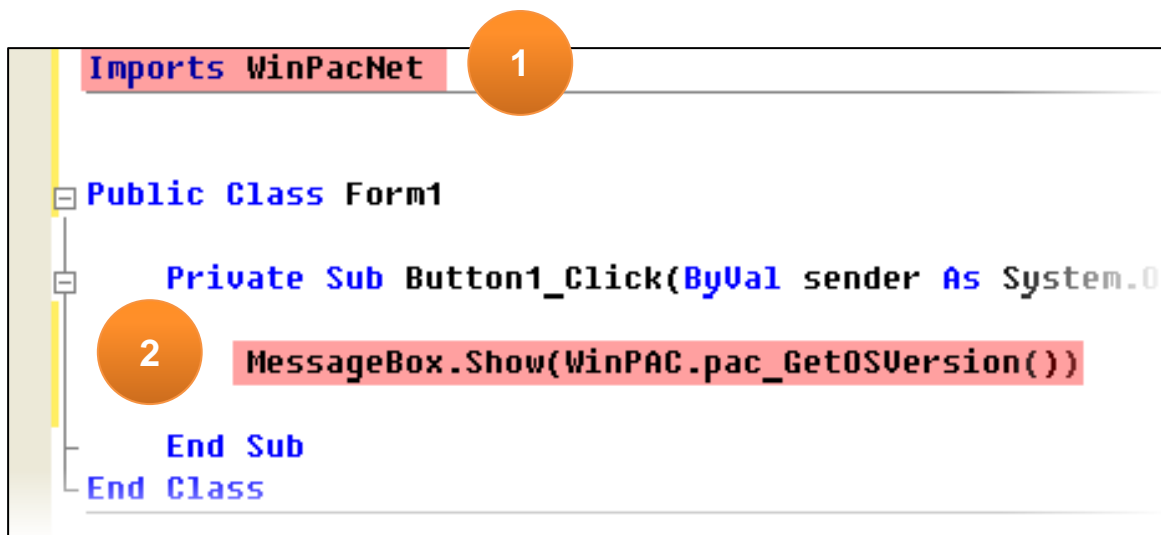 Imports WinPacNet
1
Public Class Form1
Private Sub Button1_Click(ByVal sender As System.O
2
MessageBox.Show(WinPAC.pac_GetOSVersion())
End Sub
End Class